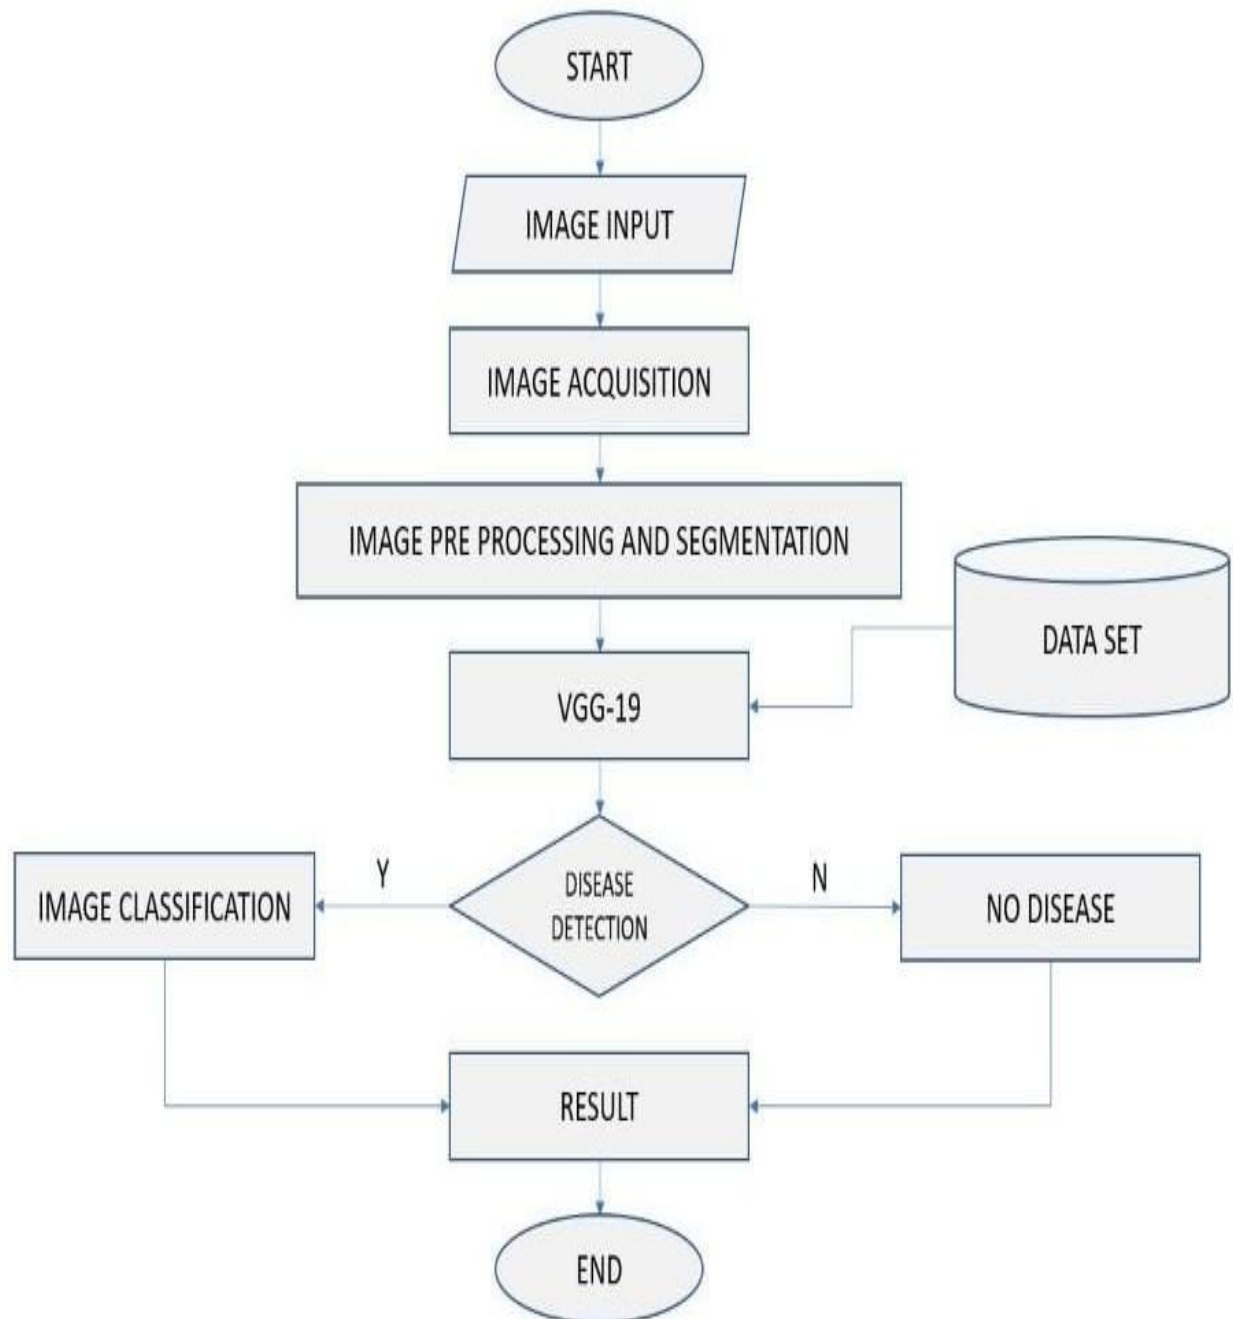 START
IMAGE INPUT
IMAGE ACQUISITION
IMAGE PRE PROCESSING AND SEGMENTATION
DATA SET
VGG-19
DISEASE
DETECTION
Y
N
IMAGE CLASSIFICATION
NO DISEASE
RESULT
END